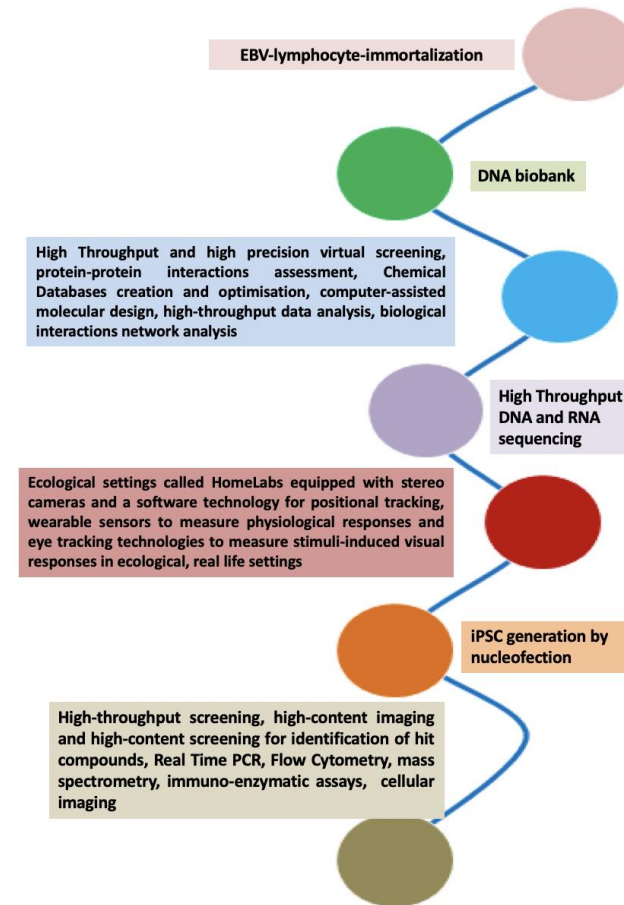 EBV-lymphocyte-immortalization
DNA biobank
High Throughput and high precision virtual screening,
protein-protein interactions assessment, Chemical
Databases creation and optimisation, computer-assisted
molecular design, high-throughput data analysis, biological
interactions network analysis
High Throughput
DNA and RNA
sequencing
Ecological settings called HomeLabs equipped with stereo
cameras and a software technology for positional tracking,
wearable sensors to measure physiological responses and
eye tracking technologies to measure stimuli-induced visual
responses in ecological, real life settings
iPSC generation by
nucleofection
High-throughput screening, high-content imaging
and high-content screening for identification of hit
compounds, Real Time PCR, Flow Cytometry, mass
spectrometry, immuno-enzymatic assays, cellular
imaging